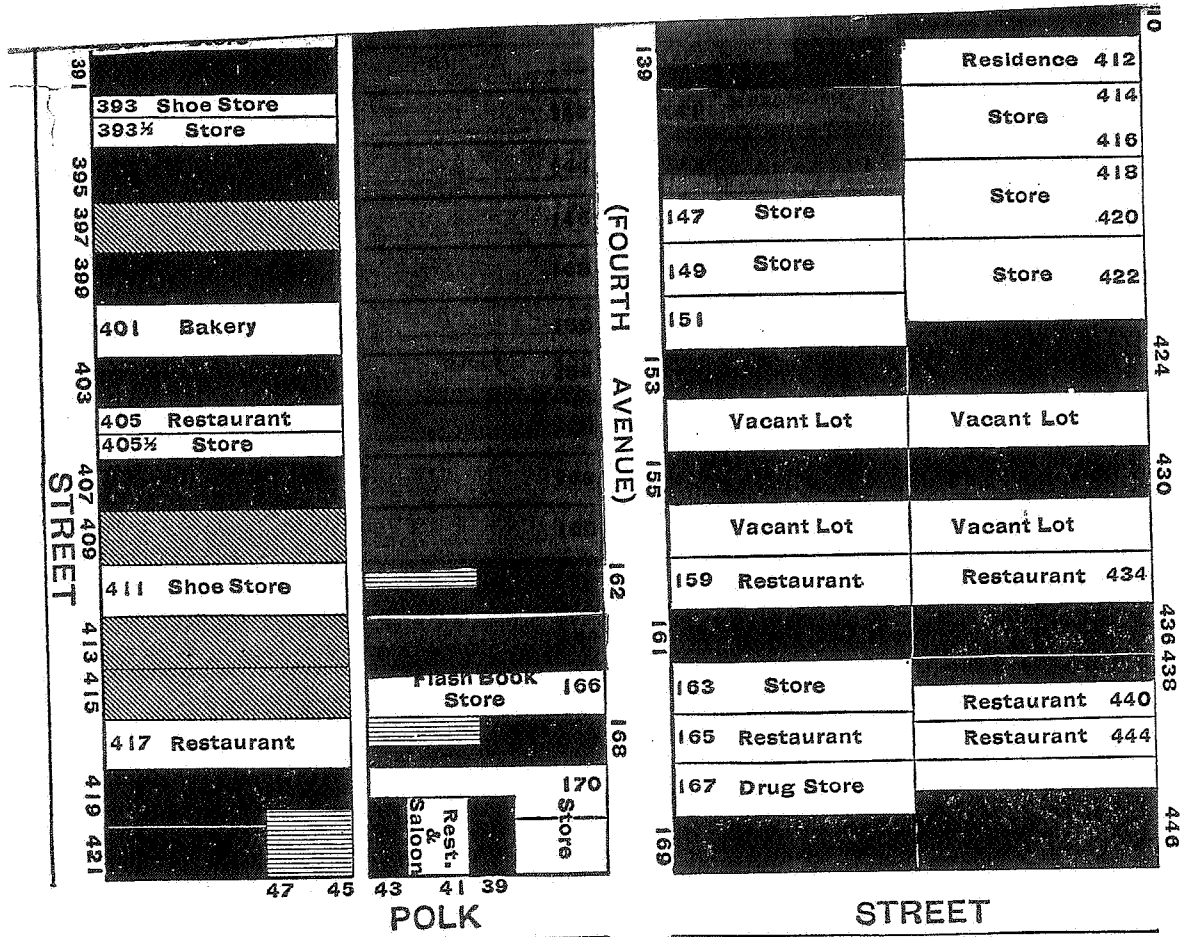 Store
391
393 Shoe Store
393½ Store
395
397
399
401 Bakery
403
405 Restaurant
405½ Store
407
409
411 Shoe Store
413
415
417 Restaurant
419
421
STREET
47 45
162
Flash Book
Store 166
168
170
Store
Rest.
&
Saloon
43 41 39
POLK
(FOURTH AVENUE)
139
147 Store
149 Store
151
153
Vacant Lot
155
Vacant Lot
159 Restaurant
161
163 Store
165 Restaurant
167 Drug Store
169
Residence 412
414
Store
416
418
Store
420
Store 422
424
Vacant Lot
430
Vacant Lot
Restaurant 434
436
438
Restaurant 440
Restaurant 444
446
STREET